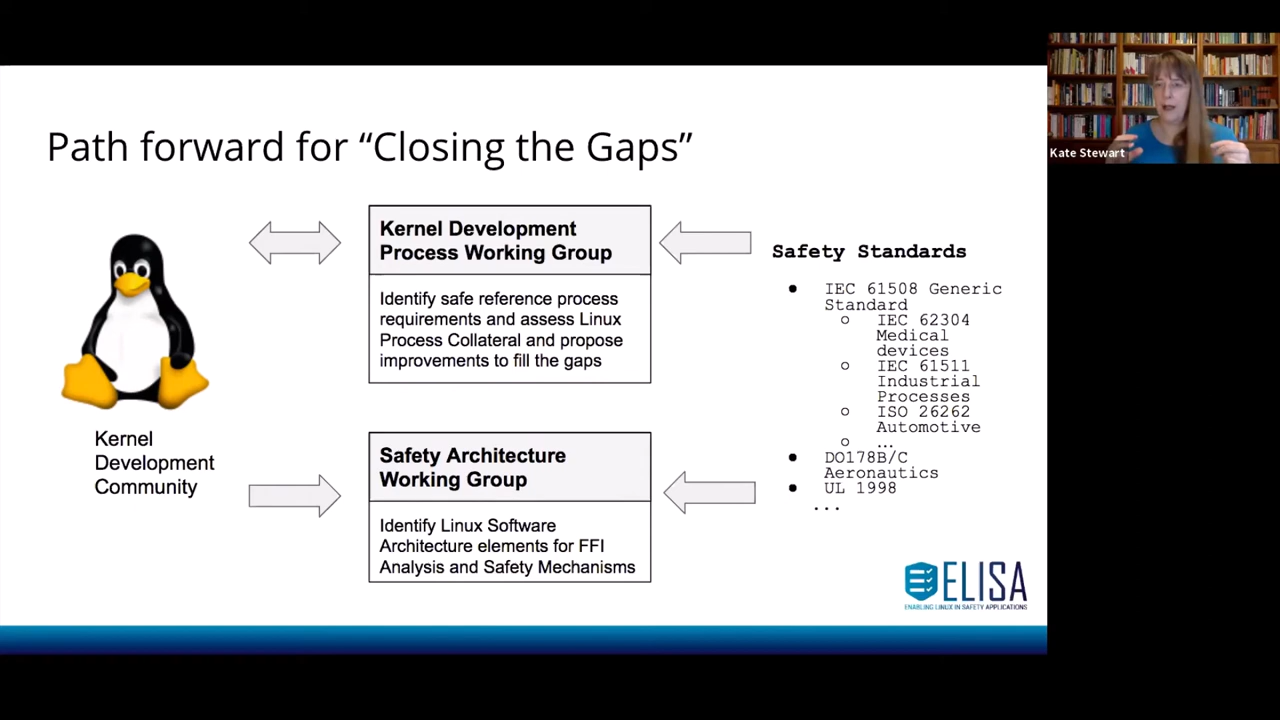 Path forward for “Closing the Gaps”
Kate Stewart
Kernel Development
Process Working Group
Identify safe reference process
requirements and assess Linux
Process Collateral and propose
improvements to fill the gaps
Kernel
Development
Community
Safety Architecture
Working Group
Identify Linux Software
Architecture elements for FFI
Analysis and Safety Mechanisms
Safety Standards
● IEC 61508 Generic
Standard
○ IEC 62304
Medical
devices
○ IEC 61511
Industrial
Processes
○ ISO 26262
Automotive
○ …
● DO178B/C
Aeronautics
● UL 1998
...
ELISA
ENABLING LINUX IN SAFETY APPLICATIONS